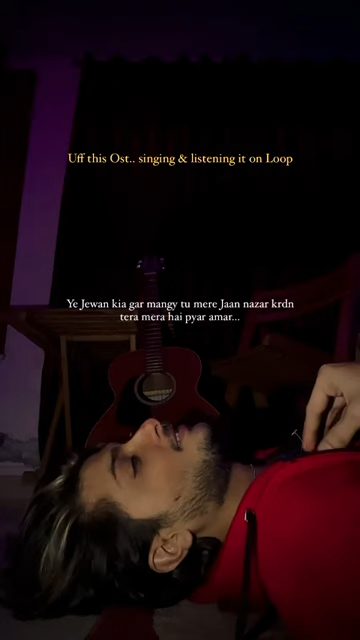 Uff this Ost.. singing & listening it on Loop
Ye Jewan kia gar mangy tu mere Jaan nazar krdn
tera mera hai pyar amar...